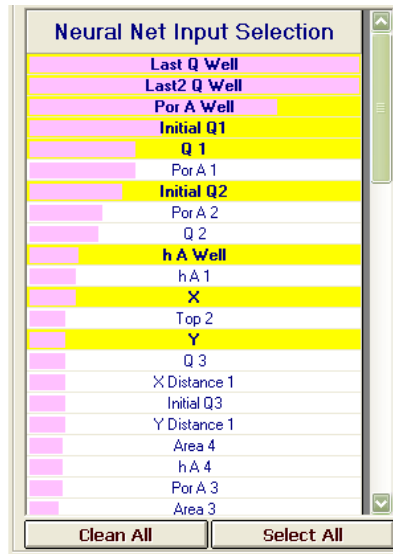 Neural Net Input Selection
Last Q Well
Last2 Q Well
Por A Well
Initial Q1
Q 1
Por A 1
Initial Q2
Por A 2
Q 2
h A Well
h A 1
X
Top 2
Y
Q 3
X Distance 1
Initial Q3
Y Distance 1
Area 4
h A 4
Por A 3
Area 3
Clean All Select All